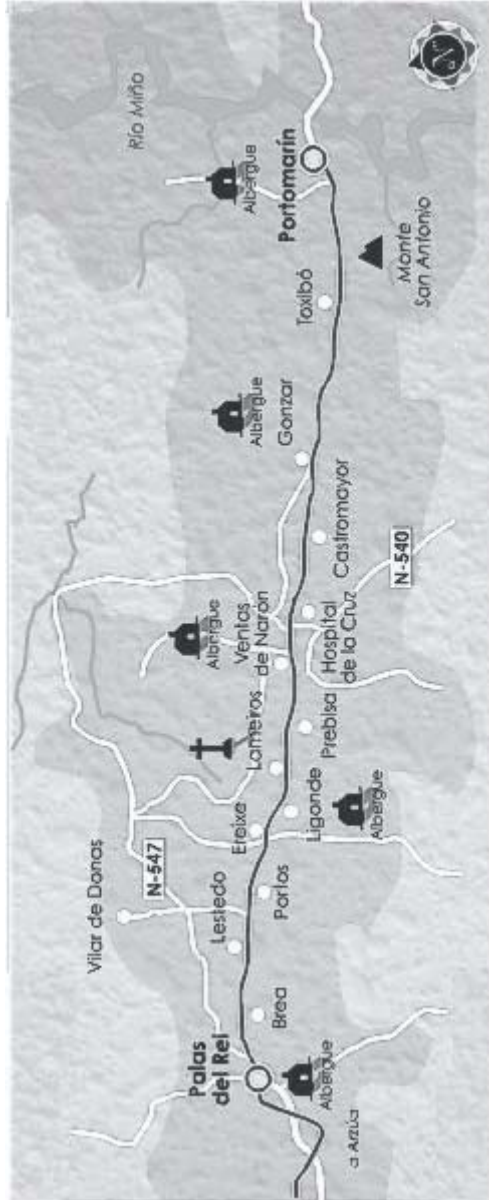 Río Miño
Albergue
Portomarín
Monte
San Antonio
Toxibó
Albergue
Gonzar
Castromayor
N-540
Albergue
Ventas
de Narón
Hospital
de la Cruz
Lameiros
Prebisa
Ereixe
Ligonde
Albergue
Vilar de Donas
N-547
Lestedo
Portos
Brea
Palas
del Rei
Albergue
a Arzúa
N